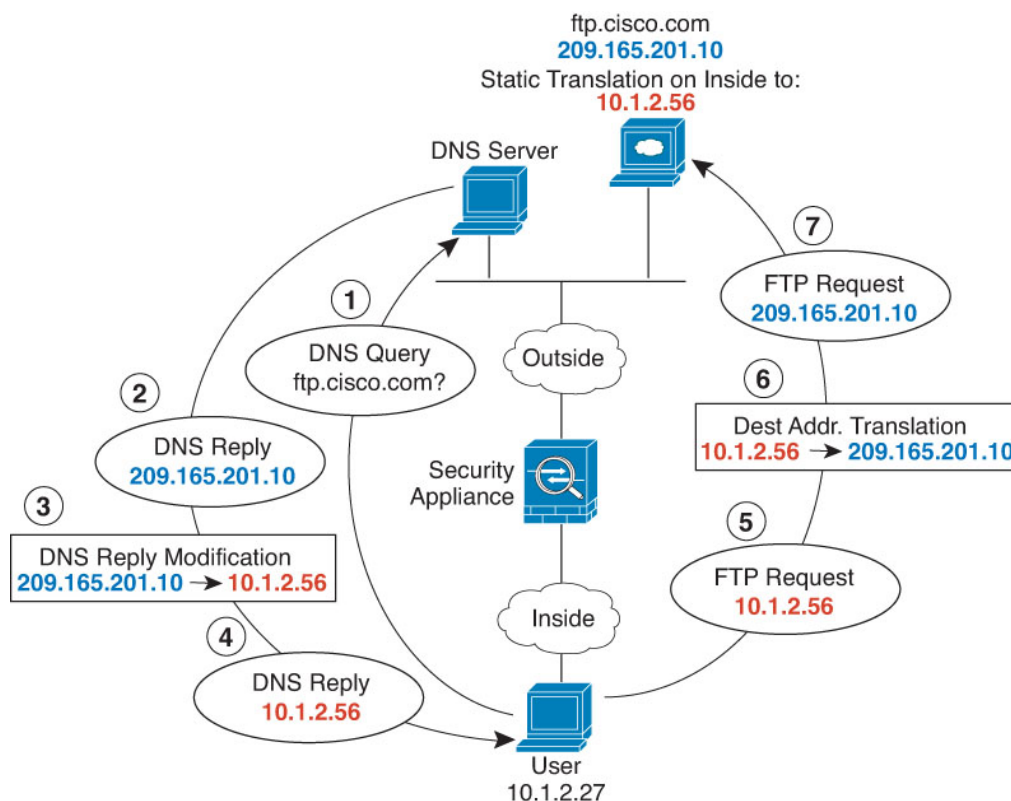 ftp.cisco.com
209.165.201.10
Static Translation on Inside to:
10.1.2.56
DNS Server
7
FTP Request
209.165.201.10
1
DNS Query
ftp.cisco.com?
Outside
2
DNS Reply
209.165.201.10
6
Dest Addr. Translation
10.1.2.56 → 209.165.201.10
Security
Appliance
3
DNS Reply Modification
209.165.201.10 → 10.1.2.56
5
FTP Request
10.1.2.56
Inside
4
DNS Reply
10.1.2.56
User
10.1.2.27